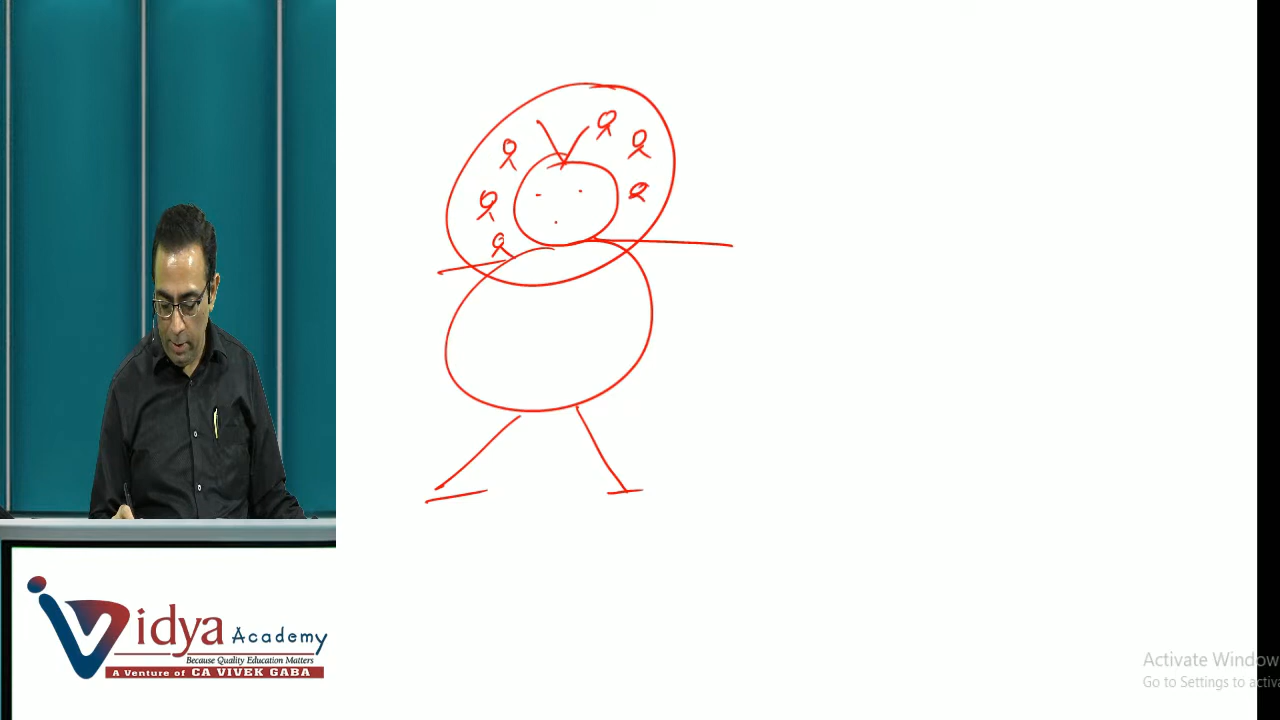 Vidya Academy
Because Quality Education Matters
A Venture of CA VIVEK GABA
Activate Window
Go to Settings to activa